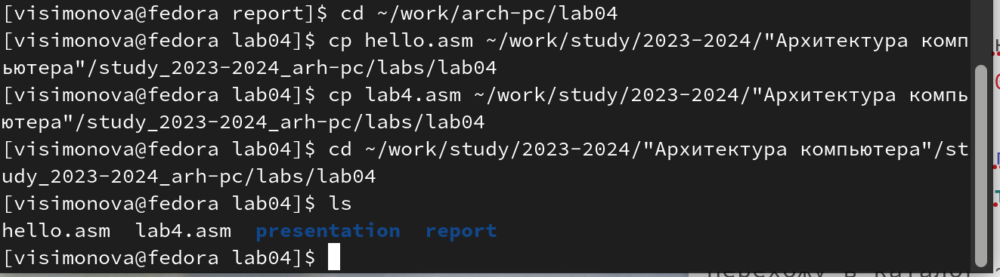 [visimonova@fedora report]$ cd ~/work/arch-pc/lab04
[visimonova@fedora lab04]$ cp hello.asm ~/work/study/2023-2024/"Архитектура комп
ьютера"/study_2023-2024_arh-pc/labs/lab04
[visimonova@fedora lab04]$ cp lab4.asm ~/work/study/2023-2024/"Архитектура компь
ютера"/study_2023-2024_arh-pc/labs/lab04
[visimonova@fedora lab04]$ cd ~/work/study/2023-2024/"Архитектура компьютера"/st
udy_2023-2024_arh-pc/labs/lab04
[visimonova@fedora lab04]$ ls
hello.asm  lab4.asm  presentation  report
[visimonova@fedora lab04]$
перехожу в каталог ~